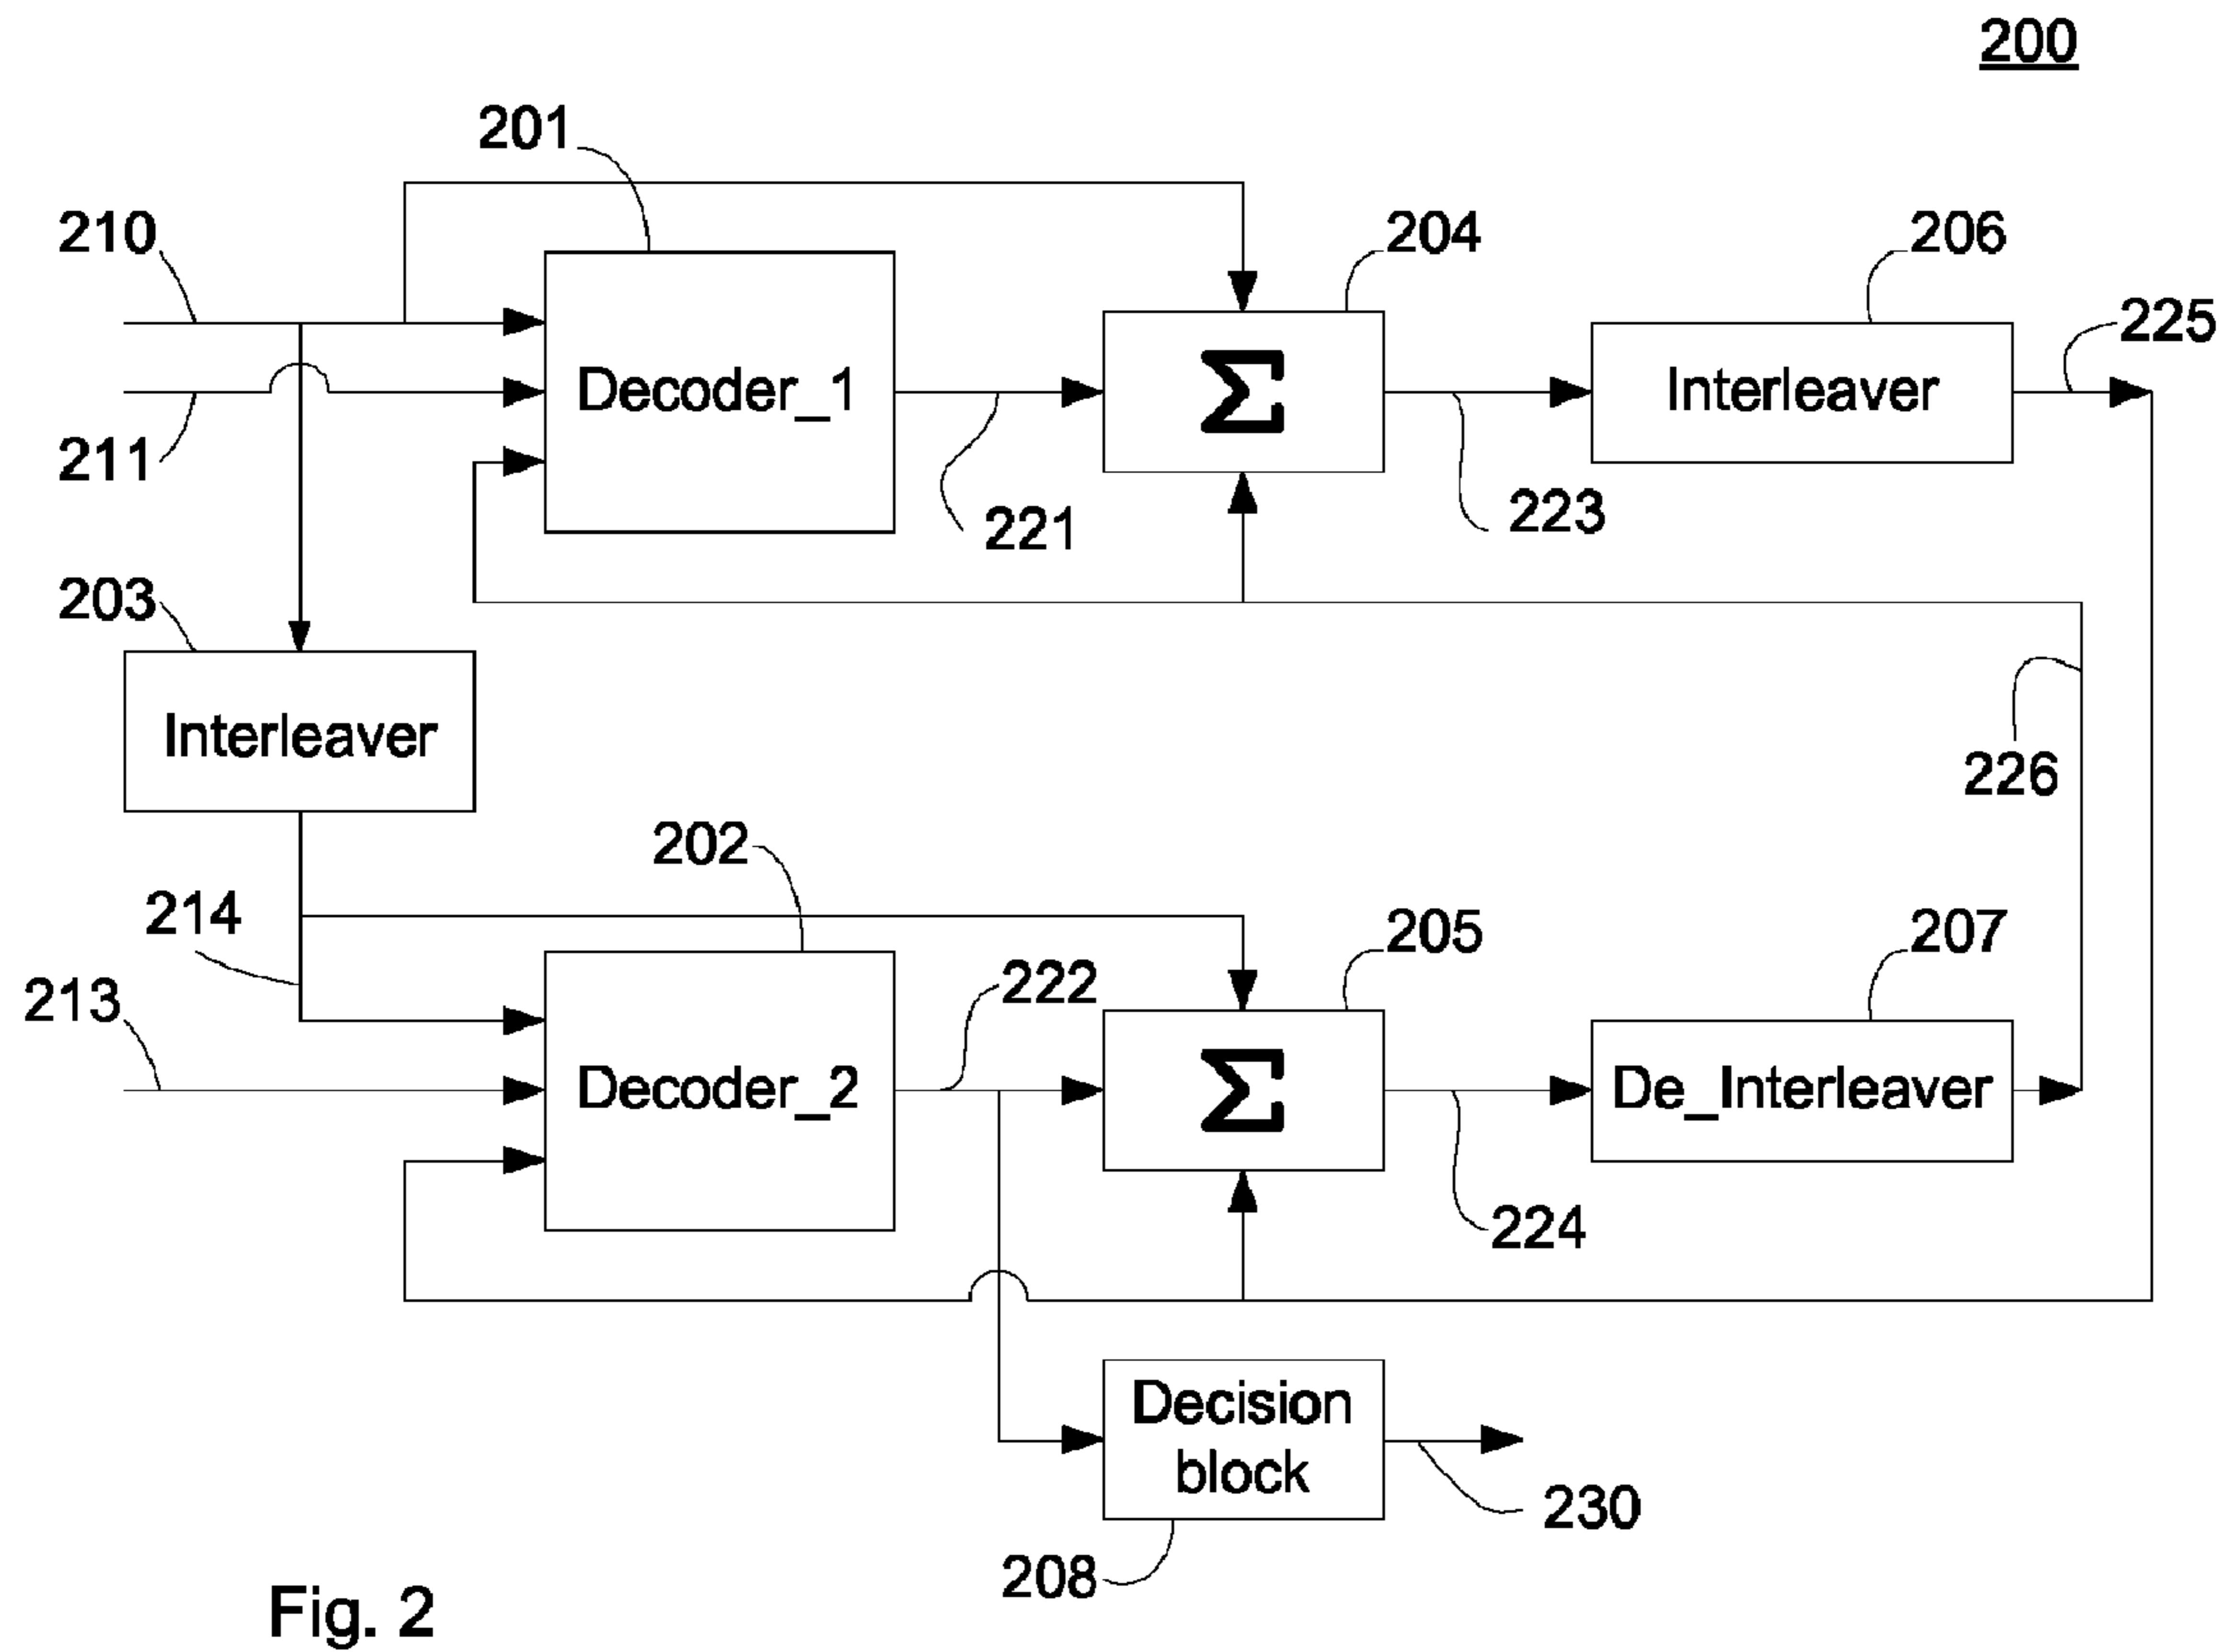 200
201
210
204
206
225
Decoder_1
Σ
Interleaver
211
221
223
203
Interleaver
226
202
214
205
207
222
213
Decoder_2
Σ
De_Interleaver
224
Decision
block
230
208
Fig. 2